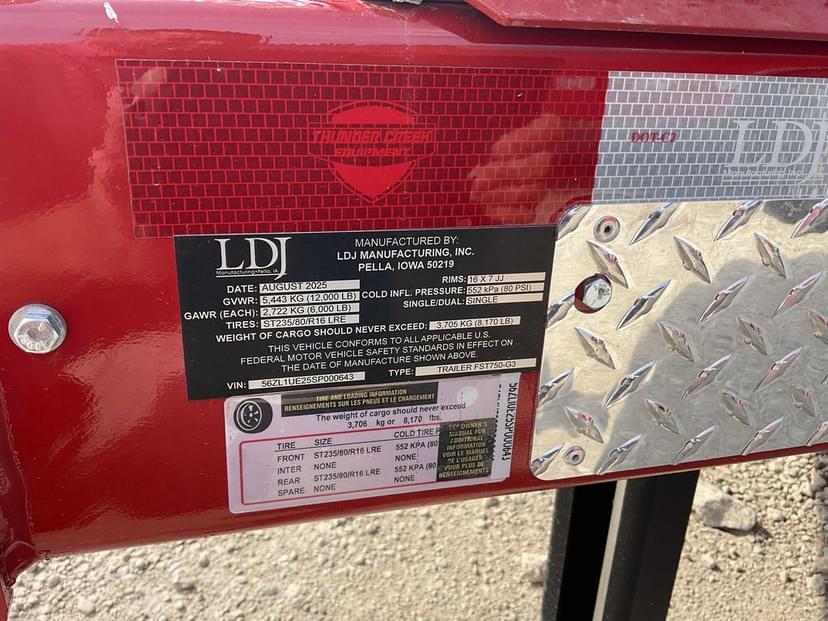 THUNDER CREEK
EQUIPMENT
DOT-C2
LDJ
Manufacturing
LDJ
Manufacturing • Pella, IA.
MANUFACTURED BY:
LDJ MANUFACTURING, INC.
PELLA, IOWA 50219
DATE: AUGUST 2025 RIMS: 16 X 7 JJ
GVWR: 5,443 KG (12,000 LB) COLD INFL. PRESSURE: 552 kPa (80 PSI)
GAWR (EACH): 2,722 KG (6,000 LB) SINGLE/DUAL: SINGLE
TIRES: ST235/80/R16 LRE
WEIGHT OF CARGO SHOULD NEVER EXCEED: 3,705 KG (8,170 LB)
THIS VEHICLE CONFORMS TO ALL APPLICABLE
FEDERAL MOTOR VEHICLE SAFETY STANDARDS IN EFFECT ON
THE DATE OF MANUFACTURE SHOWN ABOVE.
VIN: 56ZL1UE25SP000643 TYPE: TRAILER FST750-G3
TIRE AND LOADING INFORMATION
RENSEIGNEMENTS SUR LES PNEUS ET LE CHARGEMENT
The weight of cargo should never exceed
3,706 kg or 8,170 lbs.
TIRE SIZE COLD TIRE
FRONT ST235/80/R16 LRE 552 KPA (80
INTER NONE NONE
REAR ST235/80/R16 LRE 552 KPA (80
SPARE NONE NONE
OWNER'S
MANUAL FOR
ADDITIONAL
INFORMATION
VOIR LE MANUEL
DE L'USAGER
POUR PLUS DE
RENSEIGNEMENTS
56ZL1UE25SP000643